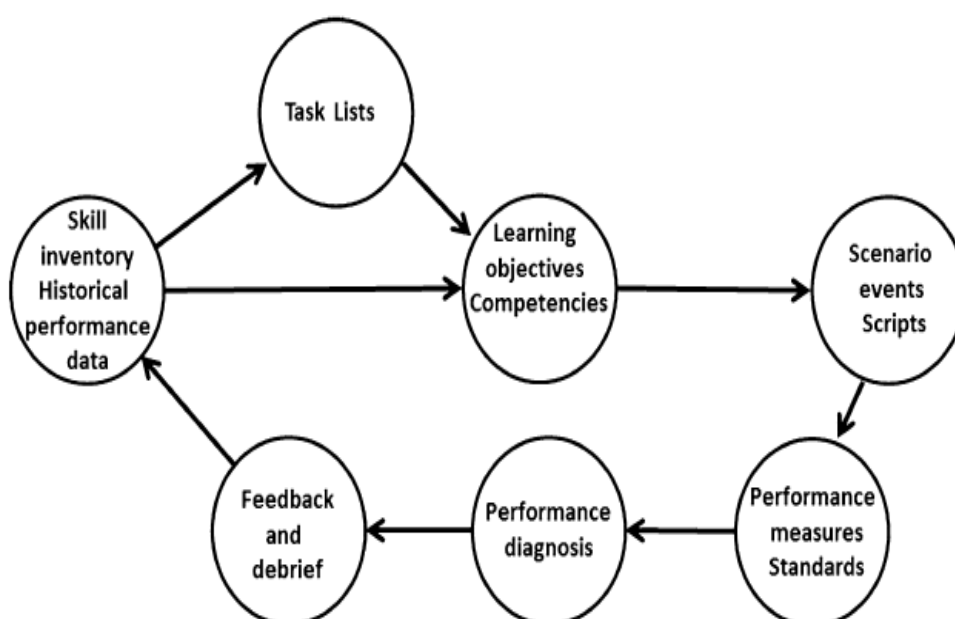 Task Lists
Skill
inventory
Historical
performance
data
Learning
objectives
Competencies
Scenario
events
Scripts
Performance
measures
Standards
Performance
diagnosis
Feedback
and
debrief